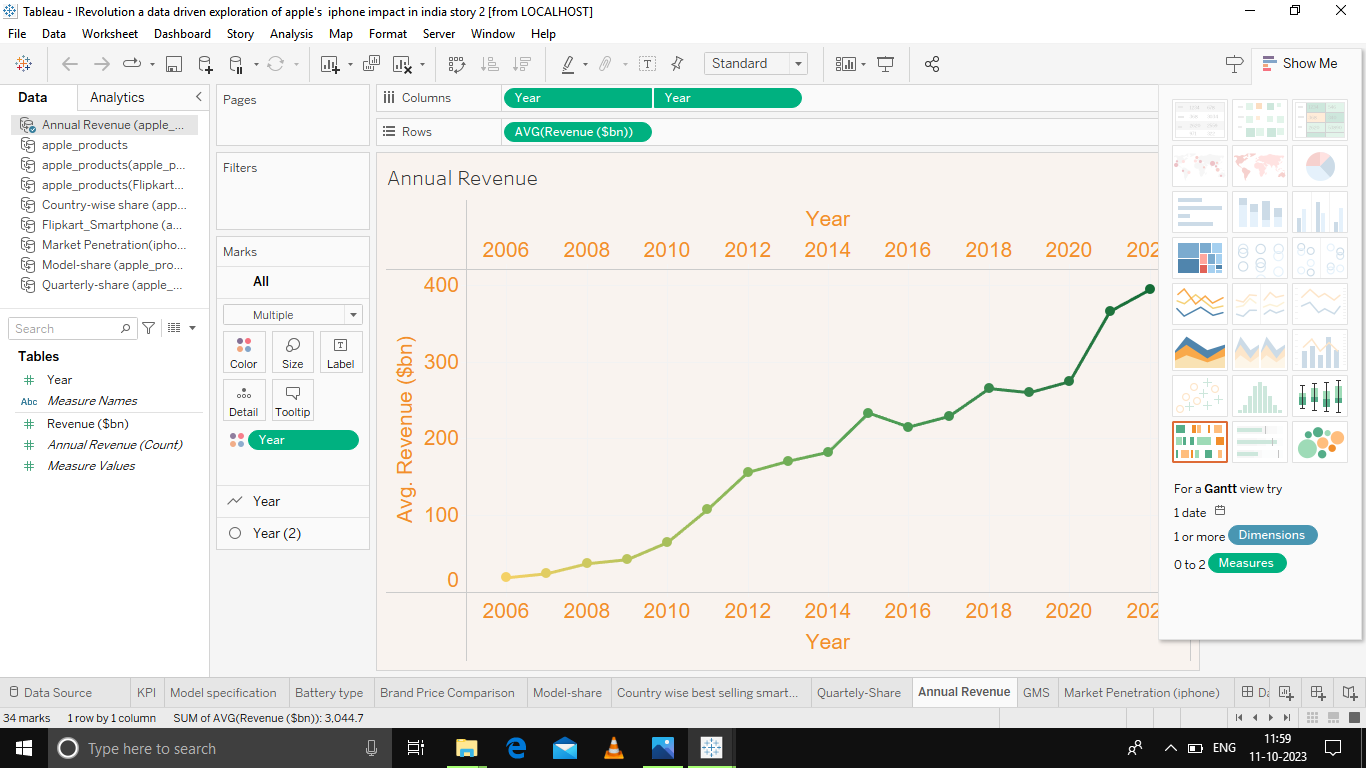 Tableau - IRevolution a data driven exploration of apple's iphone impact in india story 2 [from LOCALHOST]
File Data Worksheet Dashboard Story Analysis Map Format Server Window Help
Standard
Show Me
Data Analytics
Annual Revenue (apple_...
apple_products
apple_products(apple_p...
apple_products(Flipkart...
Country-wise share (app...
Flipkart_Smartphone (a...
Market Penetration(ipho...
Model-share (apple_pro...
Quarterly-share (apple_...
Search
Tables
Year
Abc Measure Names
Revenue ($bn)
Annual Revenue (Count)
Measure Values
Pages
Filters
Marks
All
Multiple
Color Size Label
Detail Tooltip
Year
Year
Year (2)
Columns Year Year
Rows AVG(Revenue ($bn))
Annual Revenue
Year
2006 2008 2010 2012 2014 2016 2018 2020 202
400
300
200
100
0
Avg. Revenue ($bn)
2006 2008 2010 2012 2014 2016 2018 2020 202
Year
For a Gantt view try
1 date
1 or more Dimensions
0 to 2 Measures
Data Source KPI Model specification Battery type Brand Price Comparison Model-share Country wise best selling smart... Quartely-Share Annual Revenue GMS Market Penetration (iphone) Da
34 marks 1 row by 1 column SUM of AVG(Revenue ($bn)): 3,044.7
Type here to search
ENG
11:59
11-10-2023